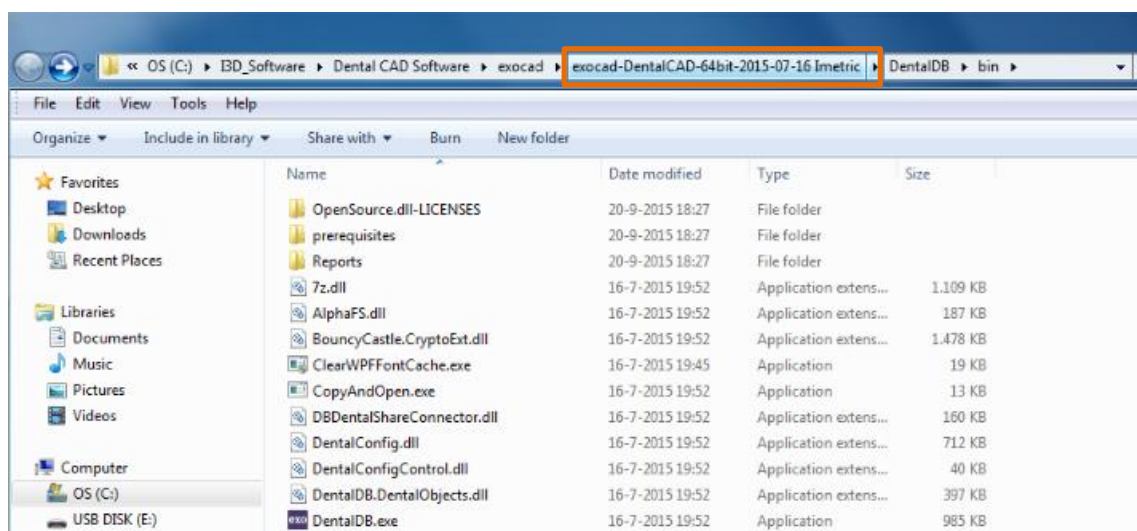 « OS (C:) ▸ I3D_Software ▸ Dental CAD Software ▸ exocad ▸ exocad-DentalCAD-64bit-2015-07-16 Imetric ▸ DentalDB ▸ bin ▸
File Edit View Tools Help
Organize Include in library Share with Burn New folder
Name Date modified Type Size
Favorites
Desktop OpenSource.dll-LICENSES 20-9-2015 18:27 File folder
Downloads prerequisites 20-9-2015 18:27 File folder
Recent Places Reports 20-9-2015 18:27 File folder
7z.dll 16-7-2015 19:52 Application extens... 1.109 KB
Libraries AlphaFS.dll 16-7-2015 19:52 Application extens... 187 KB
Documents BouncyCastle.CryptoExt.dll 16-7-2015 19:52 Application extens... 1.478 KB
Music ClearWPFFontCache.exe 16-7-2015 19:45 Application 19 KB
Pictures CopyAndOpen.exe 16-7-2015 19:52 Application 13 KB
Videos DBDentalShareConnector.dll 16-7-2015 19:52 Application extens... 160 KB
DentalConfig.dll 16-7-2015 19:52 Application extens... 712 KB
Computer DentalConfigControl.dll 16-7-2015 19:52 Application extens... 40 KB
OS (C:) DentalDB.DentalObjects.dll 16-7-2015 19:52 Application extens... 397 KB
USB DISK (E:) exo DentalDB.exe 16-7-2015 19:52 Application 985 KB